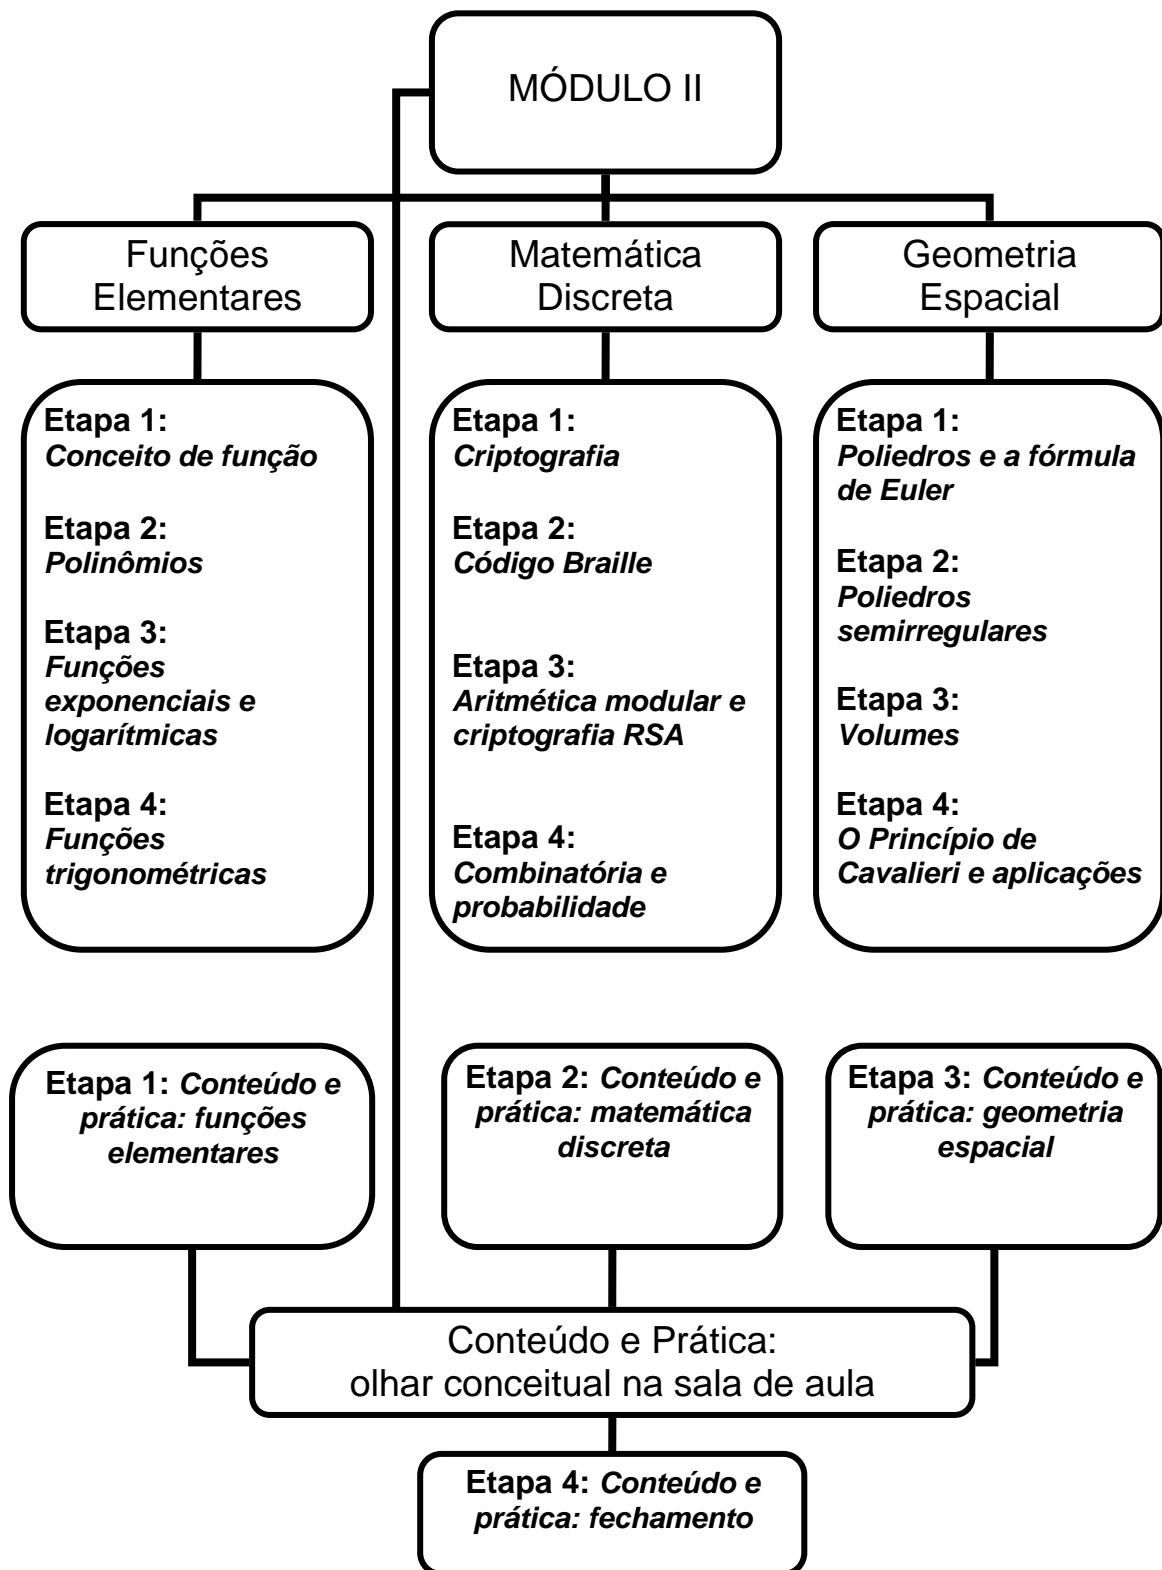 MÓDULO II
Funções
Elementares
Matemática
Discreta
Geometria
Espacial
Etapa 1:
Conceito de função
Etapa 2:
Polinômios
Etapa 3:
Funções
exponenciais e
logarítmicas
Etapa 4:
Funções
trigonométricas
Etapa 1:
Criptografia
Etapa 2:
Código Braille
Etapa 3:
Aritmética modular e
criptografia RSA
Etapa 4:
Combinatória e
probabilidade
Etapa 1:
Poliedros e a fórmula
de Euler
Etapa 2:
Poliedros
semirregulares
Etapa 3:
Volumes
Etapa 4:
O Princípio de
Cavalieri e aplicações
Etapa 1: Conteúdo e
prática: funções
elementares
Etapa 2: Conteúdo e
prática: matemática
discreta
Etapa 3: Conteúdo e
prática: geometria
espacial
Conteúdo e Prática:
olhar conceitual na sala de aula
Etapa 4: Conteúdo e
prática: fechamento